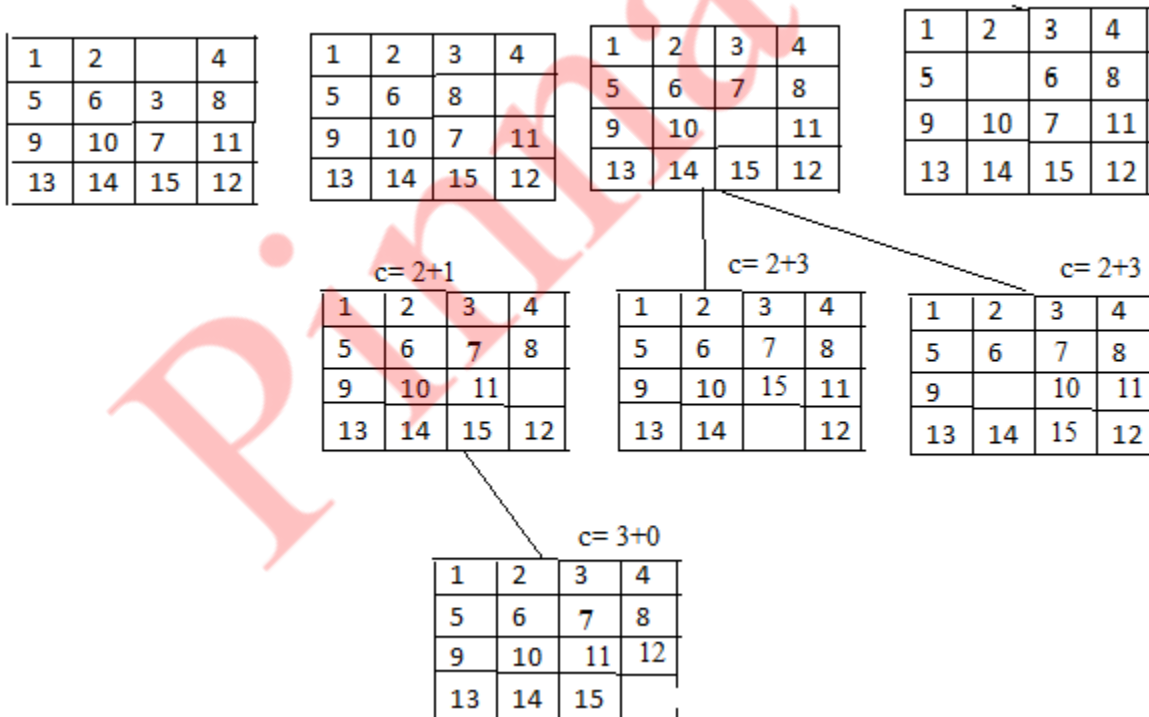 1 2 4
5 6 3 8
9 10 7 11
13 14 15 12
1 2 3 4
5 6 8
9 10 7 11
13 14 15 12
1 2 3 4
5 6 7 8
9 10 11
13 14 15 12
1 2 3 4
5 6 8
9 10 7 11
13 14 15 12
c= 2+1
1 2 3 4
5 6 7 8
9 10 11
13 14 15 12
c= 2+3
1 2 3 4
5 6 7 8
9 10 15 11
13 14 12
c= 2+3
1 2 3 4
5 6 7 8
9 10 11
13 14 15 12
c= 3+0
1 2 3 4
5 6 7 8
9 10 11 12
13 14 15
Pinma